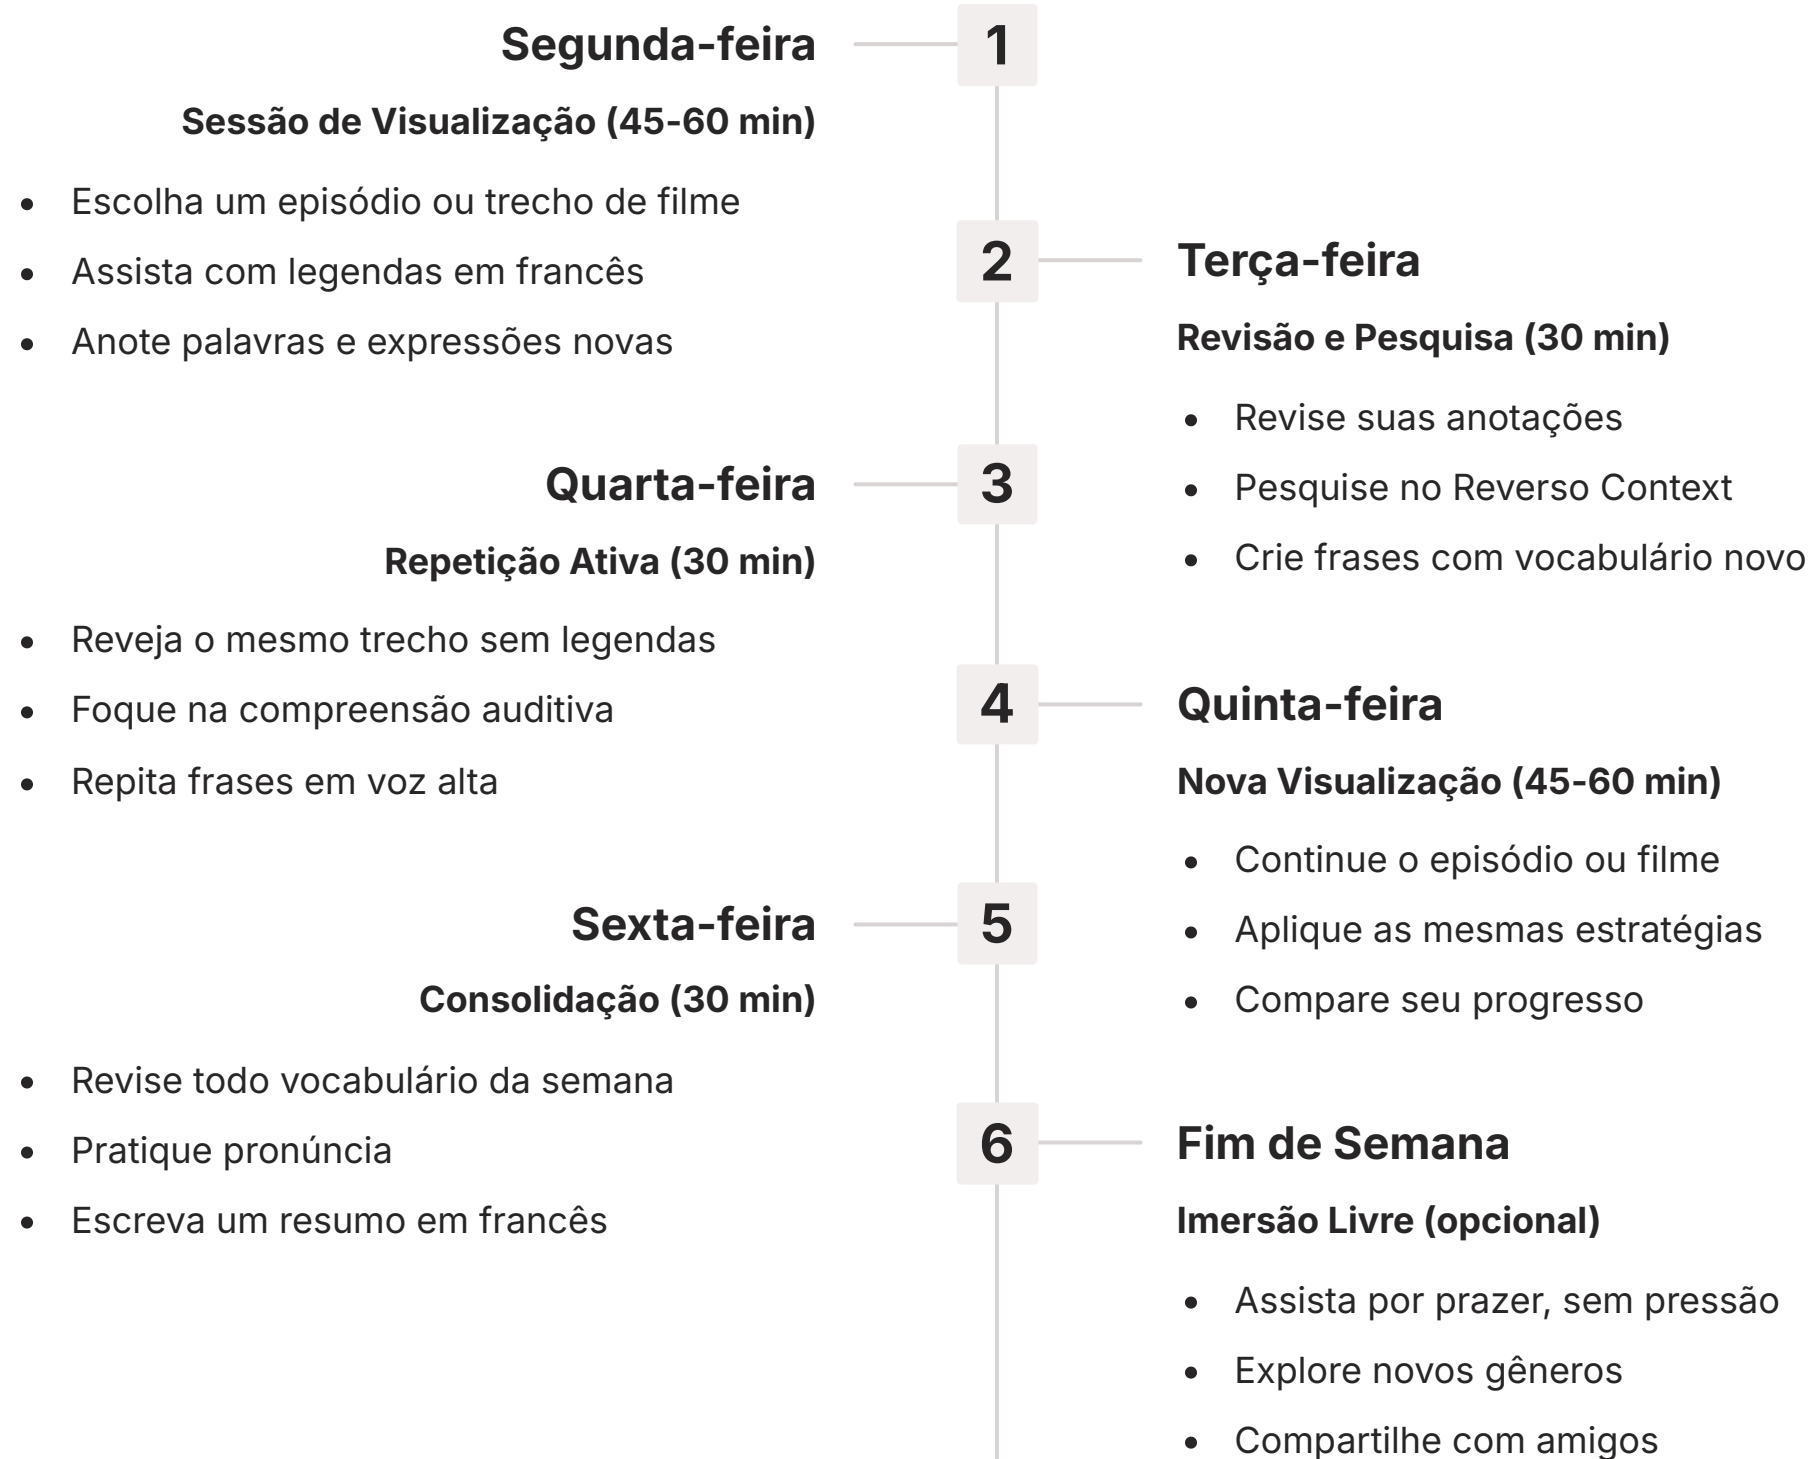 1
Segunda-feira
Sessão de Visualização (45-60 min)
Escolha um episódio ou trecho de filme
Assista com legendas em francês
Anote palavras e expressões novas
2
Terça-feira
Revisão e Pesquisa (30 min)
Revise suas anotações
Pesquise no Reverso Context
Crie frases com vocabulário novo
3
Quarta-feira
Repetição Ativa (30 min)
Reveja o mesmo trecho sem legendas
Foque na compreensão auditiva
Repita frases em voz alta
4
Quinta-feira
Nova Visualização (45-60 min)
Continue o episódio ou filme
Aplique as mesmas estratégias
Compare seu progresso
5
Sexta-feira
Consolidação (30 min)
Revise todo vocabulário da semana
Pratique pronúncia
Escreva um resumo em francês
6
Fim de Semana
Imersão Livre (opcional)
Assista por prazer, sem pressão
Explore novos gêneros
Compartilhe com amigos